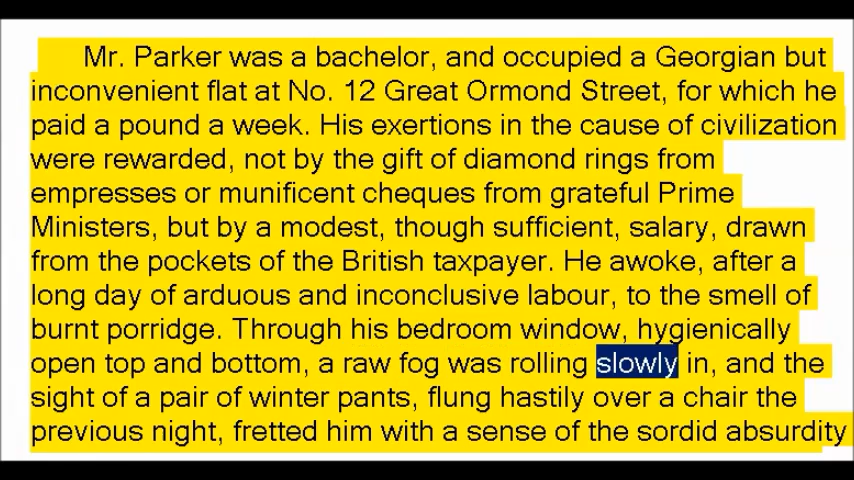 Mr. Parker was a bachelor, and occupied a Georgian but
inconvenient flat at No. 12 Great Ormond Street, for which he
paid a pound a week. His exertions in the cause of civilization
were rewarded, not by the gift of diamond rings from
empresses or munificent cheques from grateful Prime
Ministers, but by a modest, though sufficient, salary, drawn
from the pockets of the British taxpayer. He awoke, after a
long day of arduous and inconclusive labour, to the smell of
burnt porridge. Through his bedroom window, hygienically
open top and bottom, a raw fog was rolling slowly in, and the
sight of a pair of winter pants, flung hastily over a chair the
previous night, fretted him with a sense of the sordid absurdity